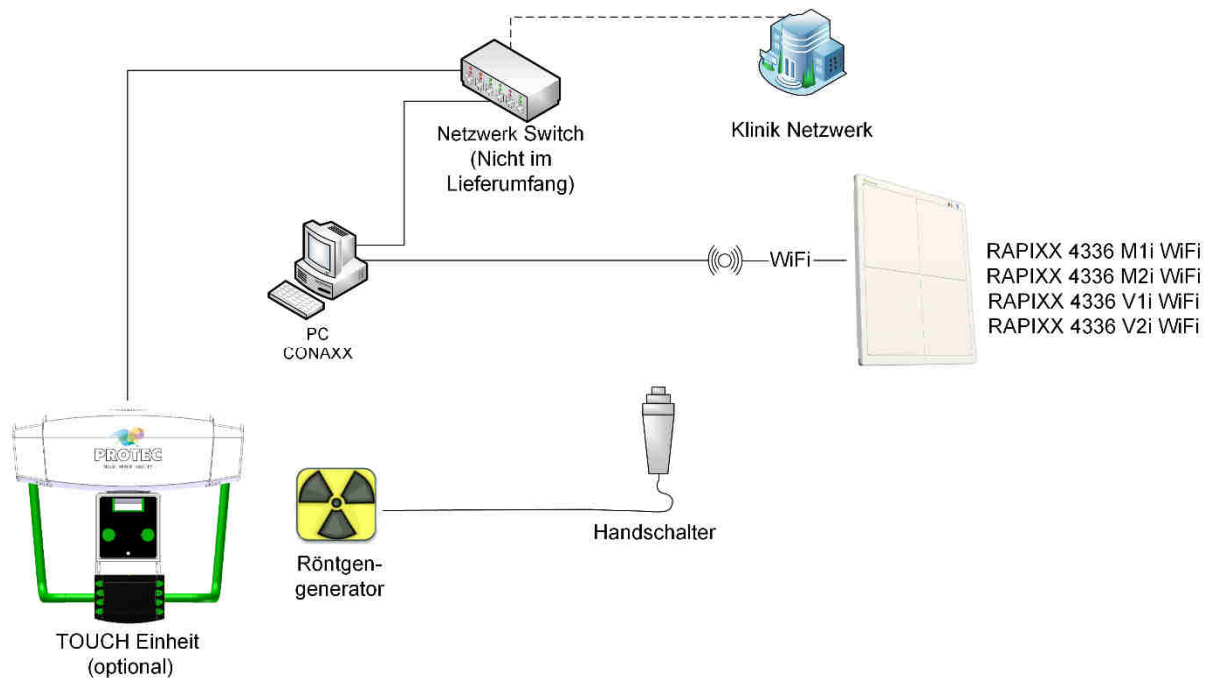 Netzwerk Switch
(Nicht im
Lieferumfang)
Klinik Netzwerk
WiFi
RAPIXX 4336 M1i WiFi
RAPIXX 4336 M2i WiFi
RAPIXX 4336 V1i WiFi
RAPIXX 4336 V2i WiFi
PC
CONAXX
PROTEC
Handschalter
Röntgen-
generator
TOUCH Einheit
(optional)